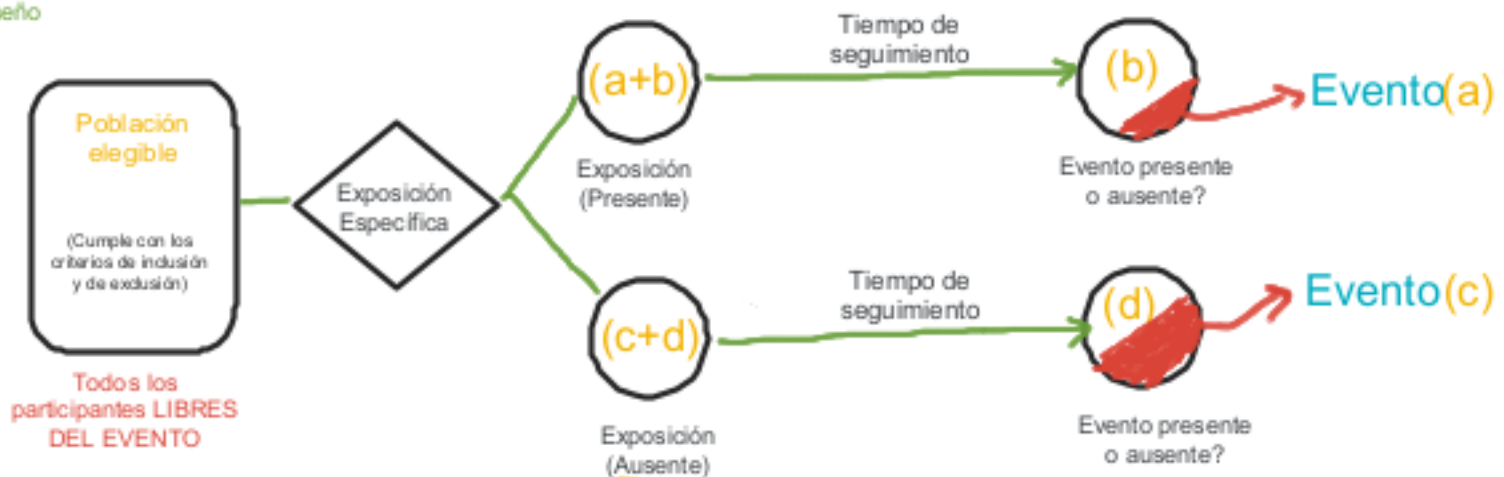 Población
elegible
(Cumple con los
criterios de inclusión
y de exclusión)
Todos los
participantes LIBRES
DEL EVENTO
Exposición
Específica
(a+b)
Exposición
(Presente)
Tiempo de
seguimiento
(b)
Evento(a)
Evento presente
o ausente?
(c+d)
Exposición
(Ausente)
Tiempo de
seguimiento
(d)
Evento(c)
Evento presente
o ausente?